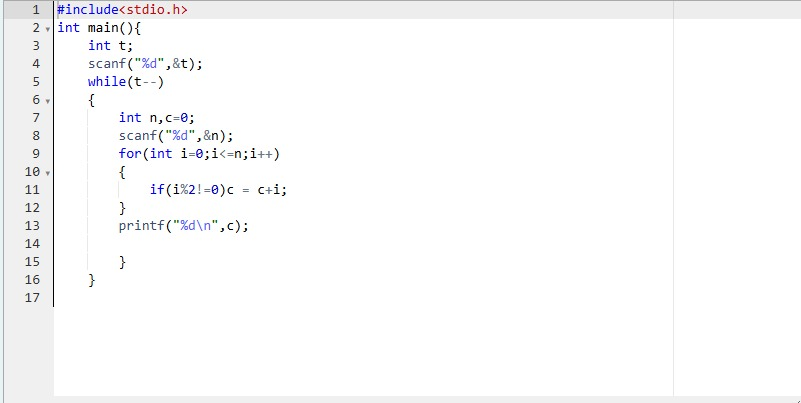 1 #include<stdio.h>
2 int main(){
3     int t;
4     scanf("%d",&t);
5     while(t--)
6     {
7         int n,c=0;
8         scanf("%d",&n);
9         for(int i=0;i<=n;i++)
10         {
11             if(i%2!=0)c = c+i;
12         }
13         printf("%d\n",c);
14
15         }
16     }
17